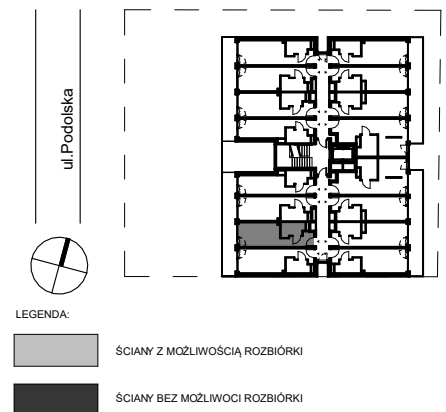 ul.Podolska
LEGENDA:
ŚCIANY Z MOŻLIWOŚCIĄ ROZBIÓRKI
ŚCIANY BEZ MOŻLIWOCI ROZBIÓRKI